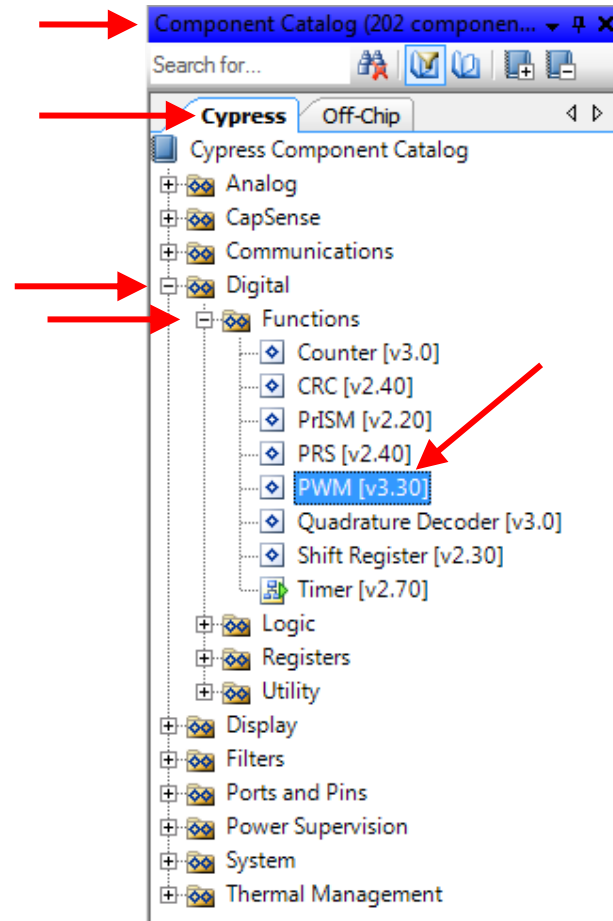 Component Catalog (202 componen...
Search for...
Cypress Off-Chip
Cypress Component Catalog
Analog
CapSense
Communications
Digital
Functions
Counter [v3.0]
CRC [v2.40]
PrISM [v2.20]
PRS [v2.40]
PWM [v3.30]
Quadrature Decoder [v3.0]
Shift Register [v2.30]
Timer [v2.70]
Logic
Registers
Utility
Display
Filters
Ports and Pins
Power Supervision
System
Thermal Management